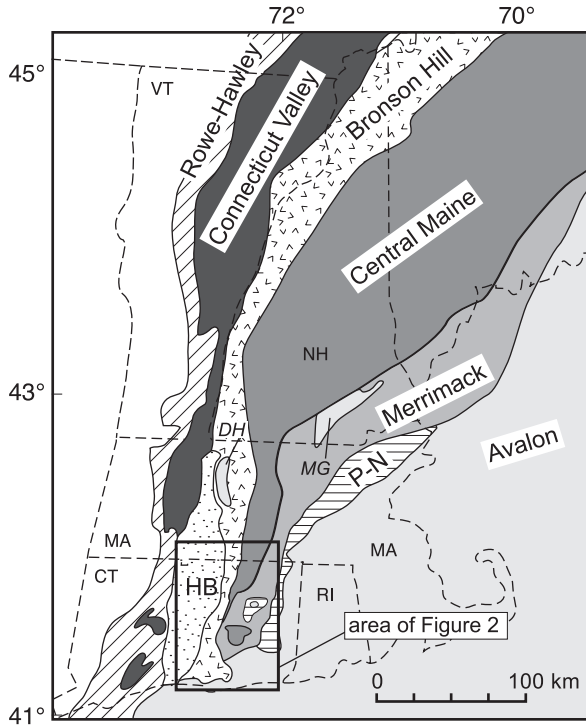 72°
70°
45°
VT
Rowe-Hawley
Connecticut Valley
Bronson Hill
Central Maine
NH
43°
DH
MG
Merrimack
P-N
Avalon
MA
CT
HB
MA
RI
area of Figure 2
0
100 km
41°